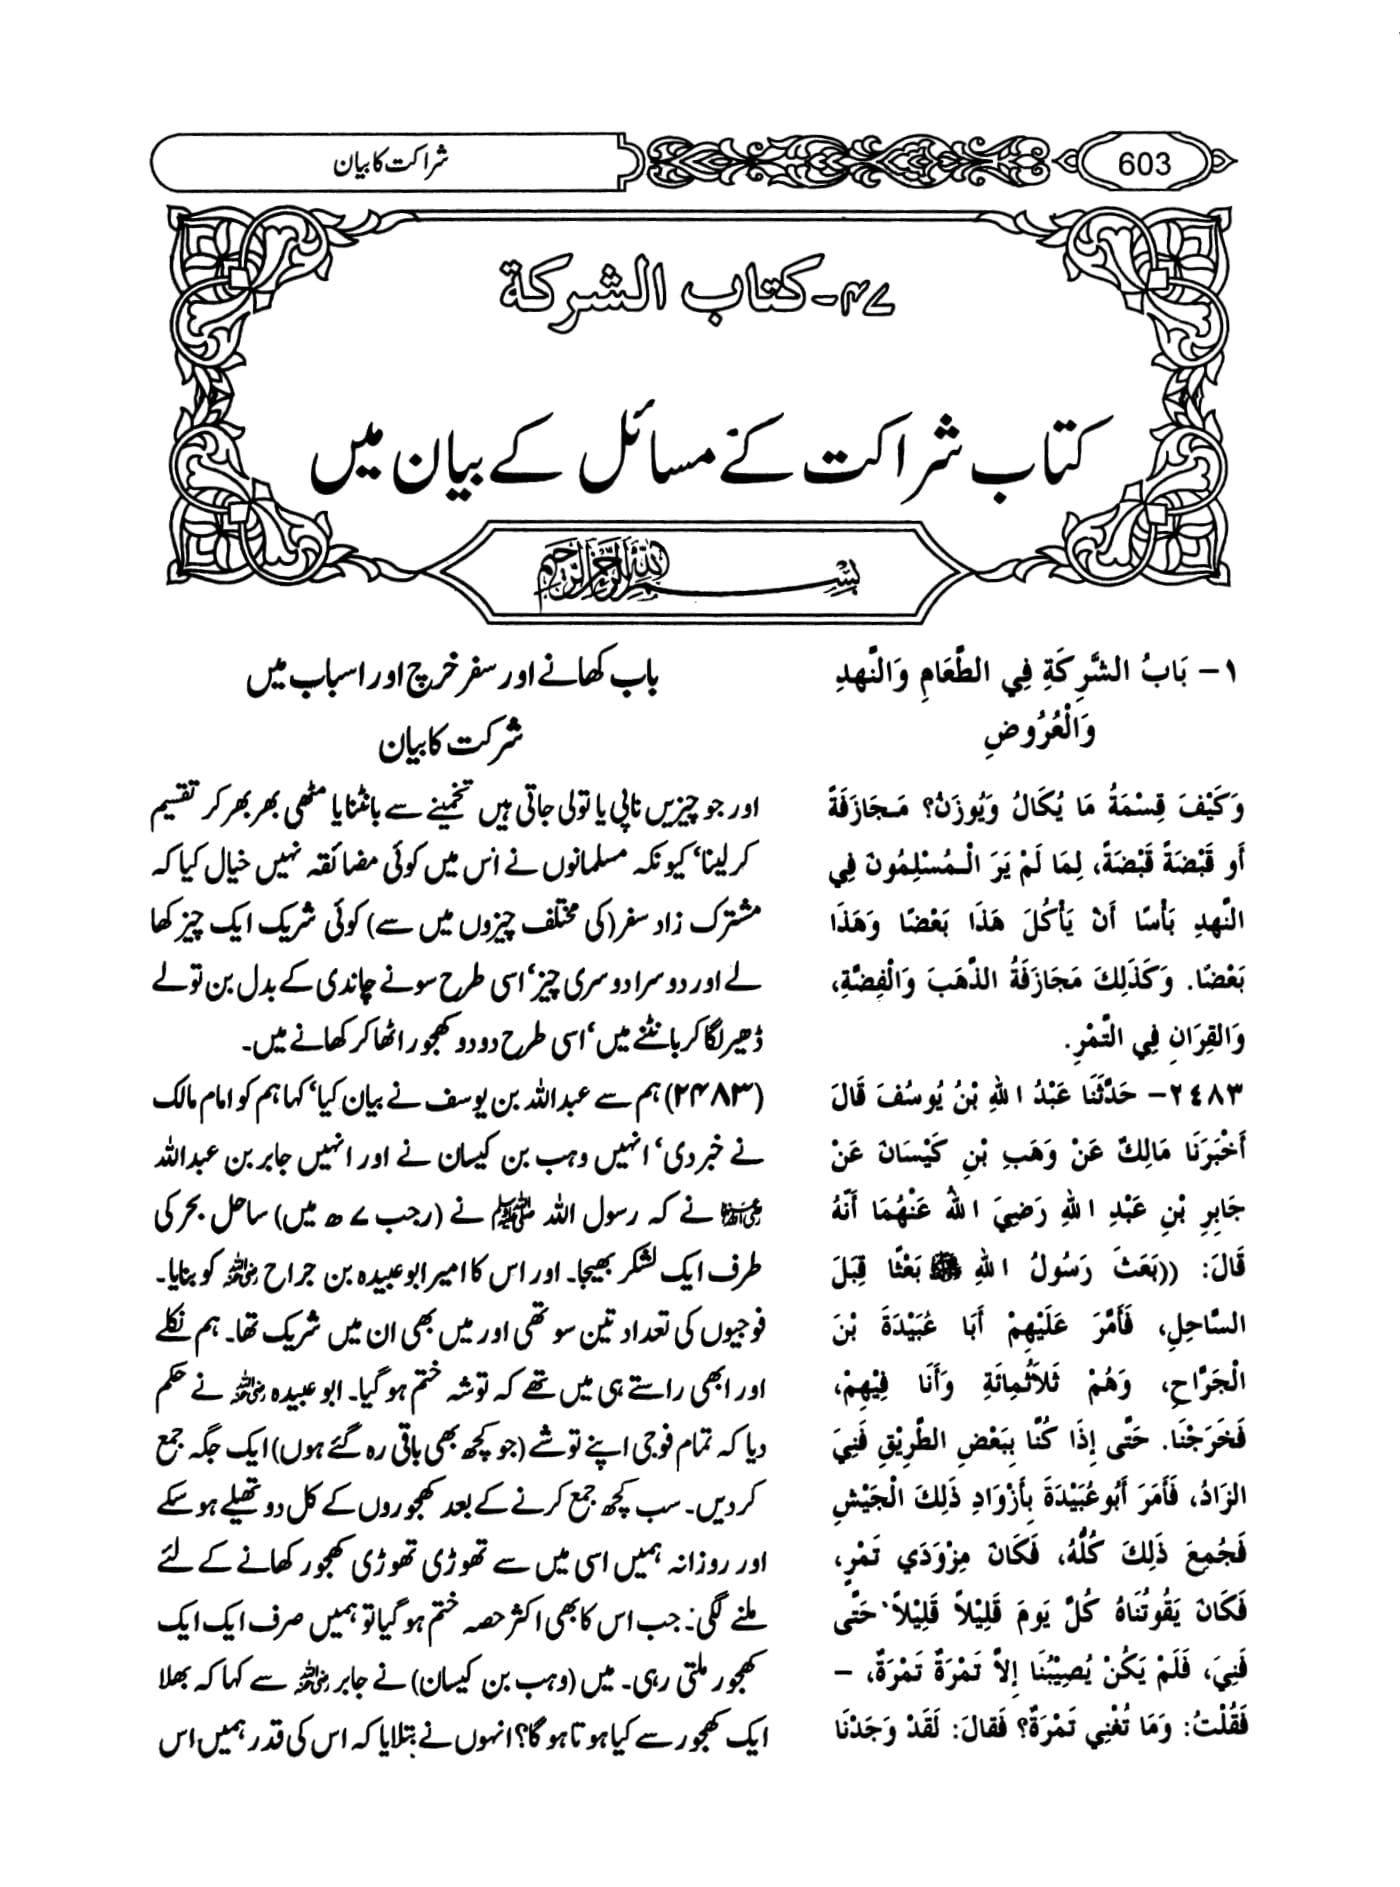 603
شراکت کا بیان
۴۷- كتاب الشركة
کتاب شراکت کے مسائل کے بیان میں
بسم الله الرحمن الرحيم
١- بَابُ الشَّرِكَةِ فِي الطَّعَامِ وَالنَّهدِ
وَالْعُرُوضِ
وَكَيْفَ قِسْمَةُ مَا يُكَالُ وَيُوزَنُ؟ مَجَازَفَةً
أَو قَبْضَةً قَبْضَةً، لِمَا لَمْ يَرَ الْـمُسْلِمُونَ فِي
النَّهدِ بَأْسًا أَنْ يَأْكُلَ هَذَا بَعْضًا وَهَذَا
بَعْضًا. وَكَذَلِكَ مَجَازَفَةُ الذَّهَبَ وَالْفِضَّةِ،
وَالقِرَانِ فِي التَّمْرِ.
٢٤٨٣- حَدَّثَنَا عَبْدُ اللهِ بْنُ يُوسُفَ قَالَ
أَخْبَرَنَا مَالِكٌ عَنْ وَهَبِ بْنِ كَيْسَانَ عَنْ
جَابِرِ بْنِ عَبْدِ اللهِ رَضِيَ اللهُ عَنْهُمَا أَنَّهُ
قَالَ: ((بَعَثَ رَسُولُ اللهِ ﷺ بَعْثًا قِبَلَ
السَّاحِلِ، فَأَمَّرَ عَلَيْهِمْ أَبَا عُبَيْدَةَ بْنَ
الْجَرَّاحِ، وَهُمْ ثَلاَثُمِائَةِ وَأَنَا فِيْهِمْ،
فَخَرَجْنَا. حَتَّى إِذَا كُنَّا بِبَعْضِ الطَّرِيْقِ فَنِيَ
الزَّادُ، فَأَمَرَ أَبُوعُبَيْدَةَ بِأَزْوَادِ ذَلِكَ الْجَيْشِ
فَجُمِعَ ذَلِكَ كُلُّهُ، فَكَانَ مِزْوَدَي تَمْرٍ،
فَكَانَ يَقُوتُنَاهُ كُلَّ يَومَ قَلِيْلاً قَلِيْلاً حَتَّى
فَنِيَ، فَلَمْ يَكُنْ يُصِيْبُنَا إِلاَّ تَمْرَةٌ تَمْرَةٌ، -
فَقُلْتُ: وَمَا تُغْنِي تَمْرَةٌ؟ فَقَالَ: لَقَدْ وَجَدْنَا
باب کھانے اور سفر خرچ اور اسباب میں
شرکت کا بیان
اور جو چیزیں ناپی یا تولی جاتی ہیں تخمینے سے بانٹنا یا مٹھی بھر بھر کر تقسیم
کر لینا‘ کیونکہ مسلمانوں نے اس میں کوئی مضائقہ نہیں خیال کیا کہ
مشترک زاد سفر (کی مختلف چیزوں میں سے) کوئی شریک ایک چیز کھا
لے اور دوسرا دوسری چیز‘ اسی طرح سونے چاندی کے بدل بن تولے
ڈھیر لگا کر بانٹنے میں‘ اسی طرح دو دو کھجور اٹھا کر کھانے میں۔
(۲۴۸۳) ہم سے عبداللہ بن یوسف نے بیان کیا‘ کہا ہم کو امام مالک
نے خبر دی‘ انہیں وہب بن کیسان نے اور انہیں جابر بن عبداللہ
رضی اللہ عنہما نے کہ رسول اللہ ﷺ نے (رجب ۷ ھ میں) ساحل بحر کی
طرف ایک لشکر بھیجا۔ اور اس کا امیر ابو عبیدہ بن جراح رضی اللہ عنہ کو بنایا۔
فوجیوں کی تعداد تین سو تھی اور میں بھی ان میں شریک تھا۔ ہم نکلے
اور ابھی راستے ہی میں تھے کہ توشہ ختم ہو گیا۔ ابو عبیدہ رضی اللہ عنہ نے حکم
دیا کہ تمام فوجی اپنے توشے (جو کچھ بھی باقی رہ گئے ہوں) ایک جگہ جمع
کر دیں۔ سب کچھ جمع کرنے کے بعد کھجوروں کے کل دو تھیلے ہو سکے
اور روزانہ ہمیں اسی میں سے تھوڑی تھوڑی کھجور کھانے کے لئے
ملنے لگی: جب اس کا بھی اکثر حصہ ختم ہو گیا تو ہمیں صرف ایک ایک
کھجور ملتی رہی۔ میں (وہب بن کیسان) نے جابر رضی اللہ عنہ سے کہا کہ بھلا
ایک کھجور سے کیا ہوتا ہو گا؟ انہوں نے بتلایا کہ اس کی قدر ہمیں اس